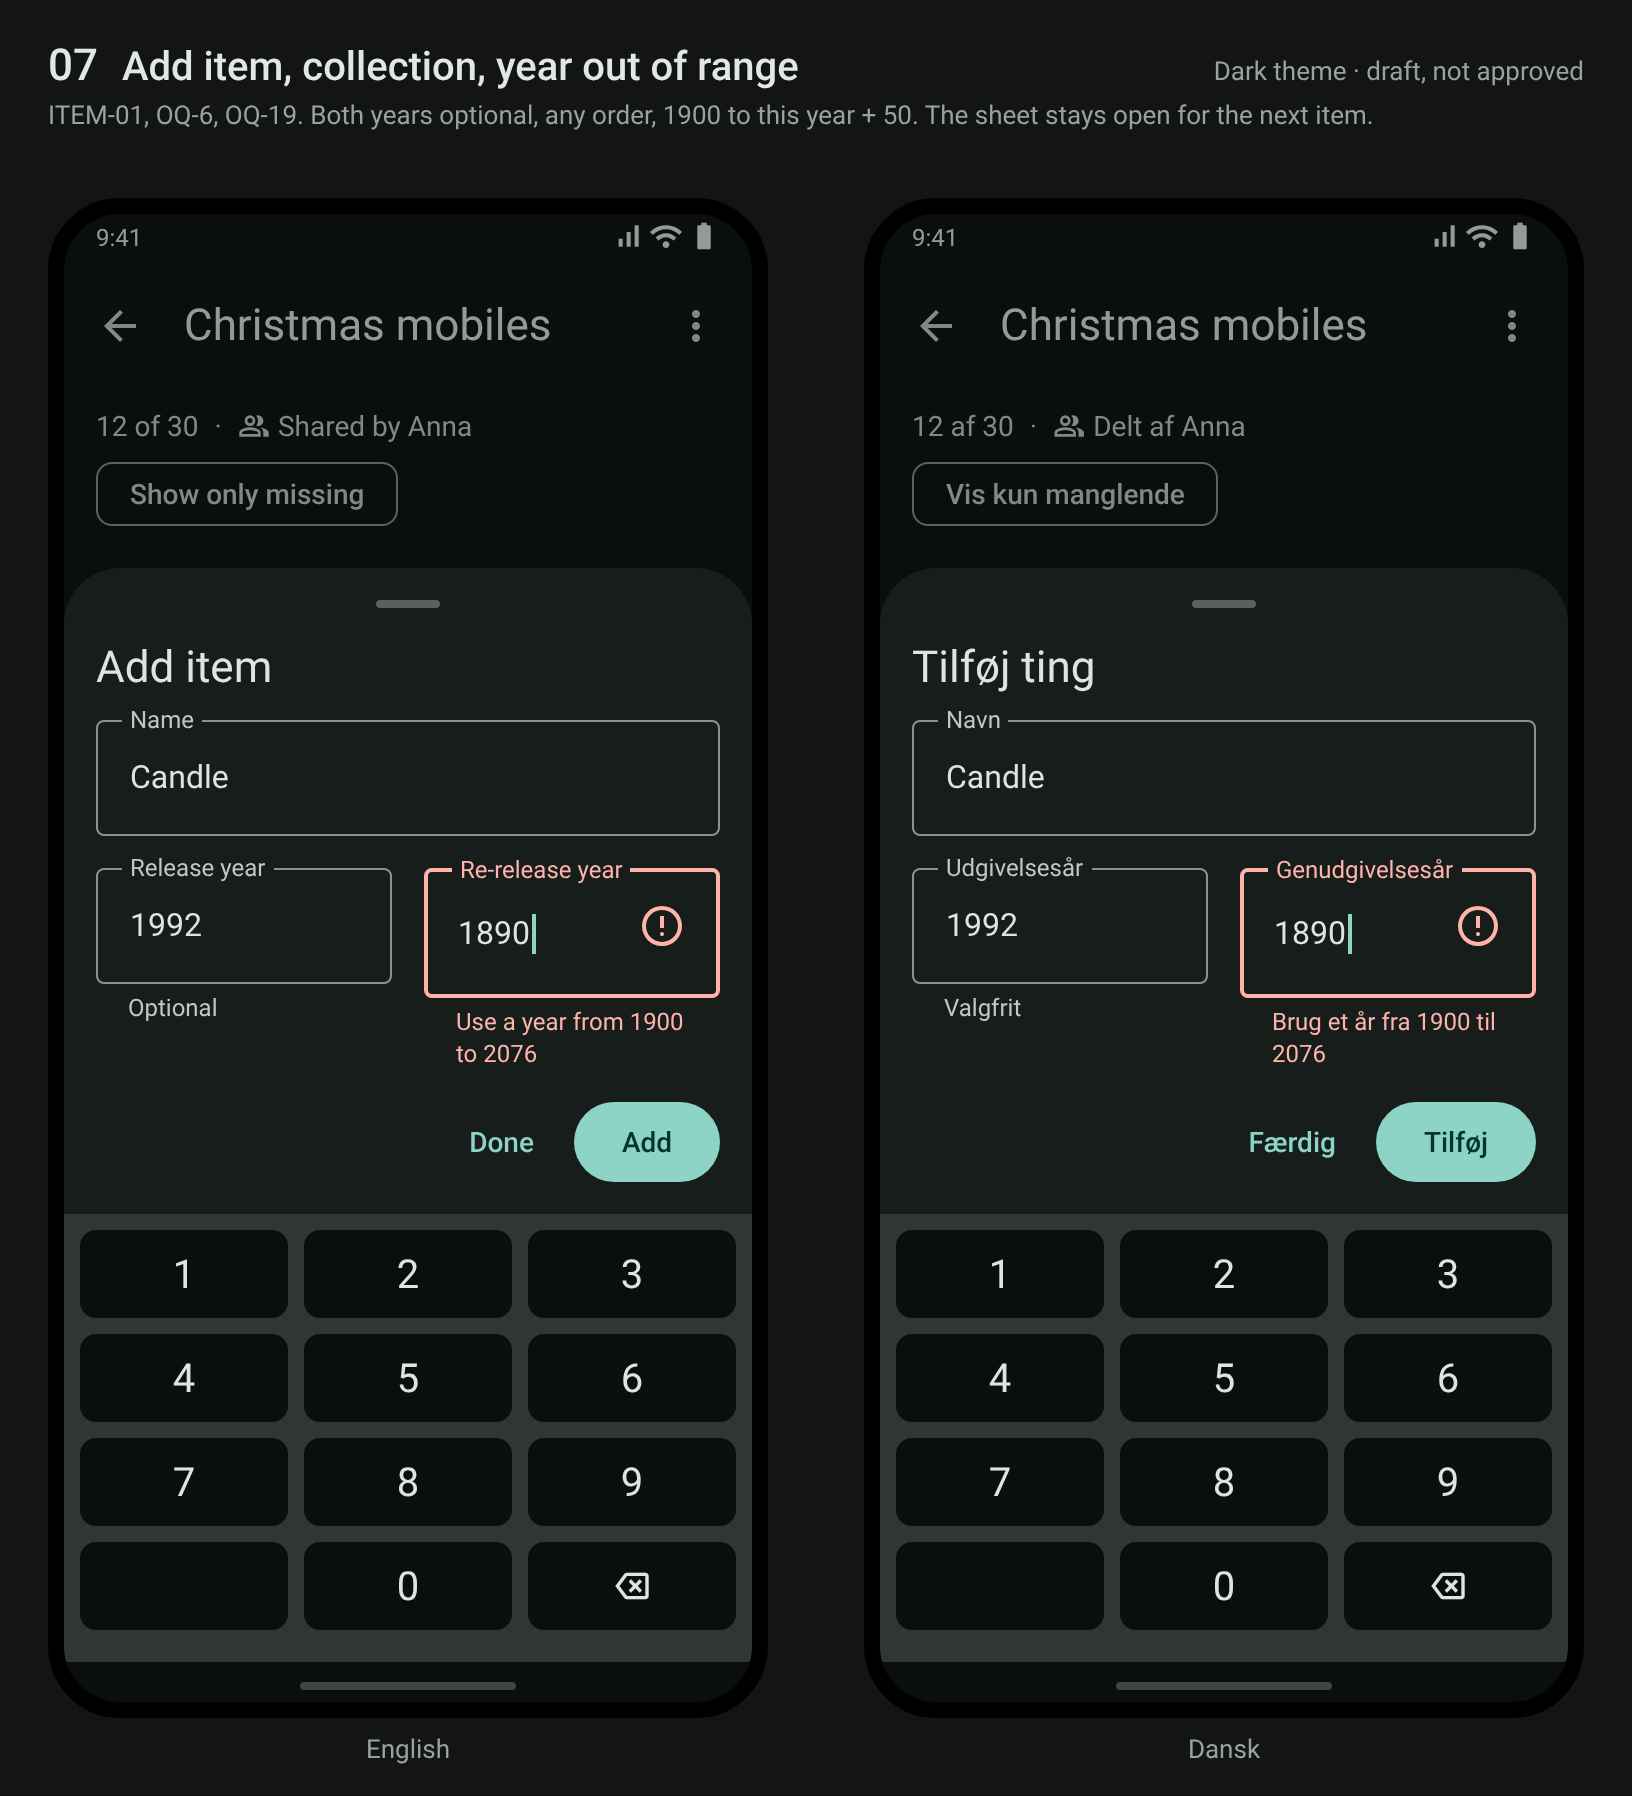 07 Add item, collection, year out of range
Dark theme · draft, not approved
ITEM-01, OQ-6, OQ-19. Both years optional, any order, 1900 to this year + 50. The sheet stays open for the next item.
9:41
Christmas mobiles
12 of 30 · Shared by Anna
Show only missing
Add item
Name
Candle
Release year
1992
Optional
Re-release year
1890
Use a year from 1900
to 2076
Done
Add
1 2 3
4 5 6
7 8 9
0
English
9:41
Christmas mobiles
12 af 30 · Delt af Anna
Vis kun manglende
Tilføj ting
Navn
Candle
Udgivelsesår
1992
Valgfrit
Genudgivelsesår
1890
Brug et år fra 1900 til
2076
Færdig
Tilføj
1 2 3
4 5 6
7 8 9
0
Dansk